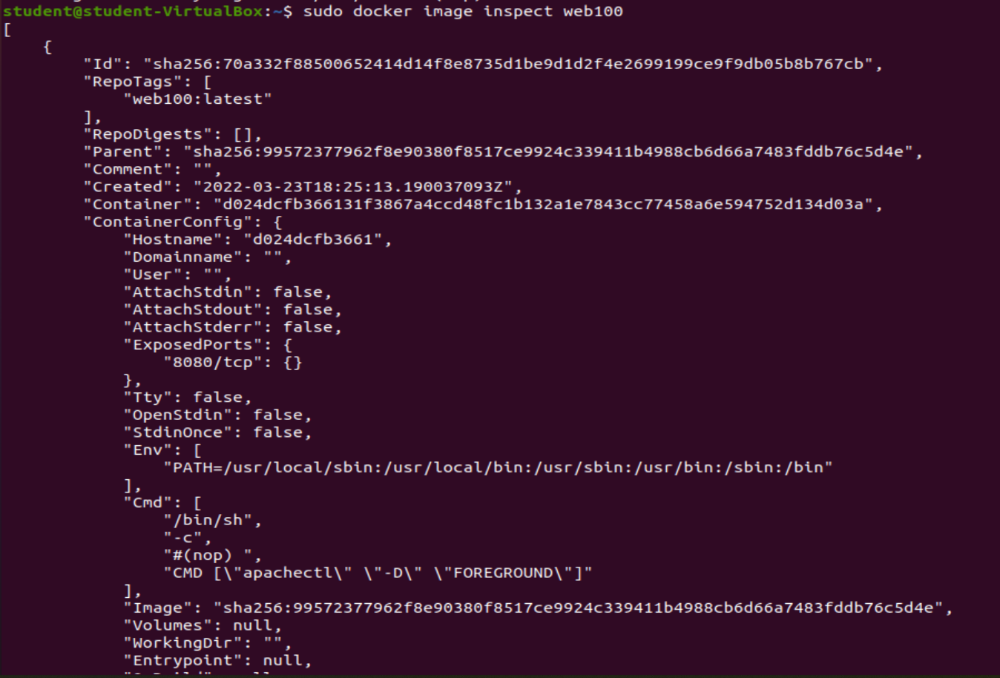 student@student-VirtualBox:~$ sudo docker image inspect web100
[
    {
        "Id": "sha256:70a332f88500652414d14f8e8735d1be9d1d2f4e2699199ce9f9db05b8b767cb",
        "RepoTags": [
            "web100:latest"
        ],
        "RepoDigests": [],
        "Parent": "sha256:99572377962f8e90380f8517ce9924c339411b4988cb6d66a7483fddb76c5d4e",
        "Comment": "",
        "Created": "2022-03-23T18:25:13.190037093Z",
        "Container": "d024dcfb366131f3867a4ccd48fc1b132a1e7843cc77458a6e594752d134d03a",
        "ContainerConfig": {
            "Hostname": "d024dcfb3661",
            "Domainname": "",
            "User": "",
            "AttachStdin": false,
            "AttachStdout": false,
            "AttachStderr": false,
            "ExposedPorts": {
                "8080/tcp": {}
            },
            "Tty": false,
            "OpenStdin": false,
            "StdinOnce": false,
            "Env": [
                "PATH=/usr/local/sbin:/usr/local/bin:/usr/sbin:/usr/bin:/sbin:/bin"
            ],
            "Cmd": [
                "/bin/sh",
                "-c",
                "#(nop) ",
                "CMD [\"apachectl\" \"-D\" \"FOREGROUND\"]"
            ],
            "Image": "sha256:99572377962f8e90380f8517ce9924c339411b4988cb6d66a7483fddb76c5d4e",
            "Volumes": null,
            "WorkingDir": "",
            "Entrypoint": null,